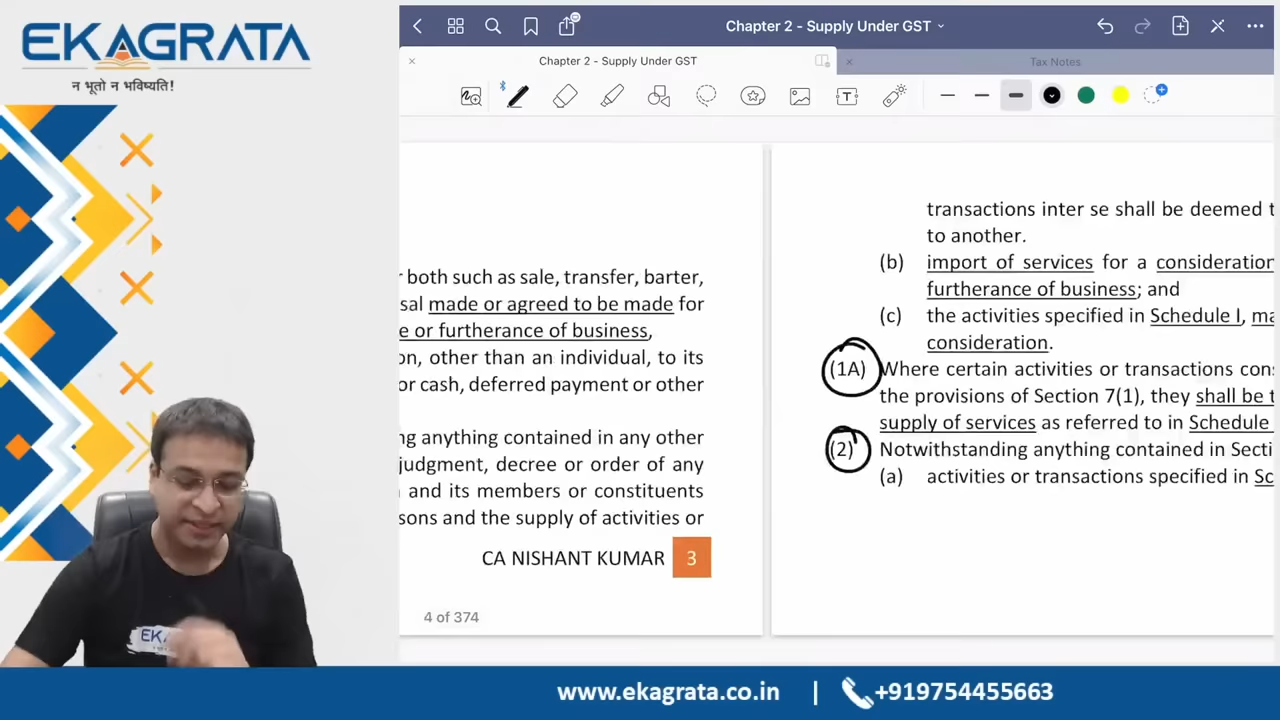 EKAGRATA
न भूतो न भविष्यति!
Chapter 2 - Supply Under GST
Chapter 2 - Supply Under GST
Tax Notes
r both such as sale, transfer, barter,
sal made or agreed to be made for
e or furtherance of business,
on, other than an individual, to its
or cash, deferred payment or other
ng anything contained in any other
judgment, decree or order of any
and its members or constituents
sons and the supply of activities or
CA NISHANT KUMAR 3
4 of 374
transactions inter se shall be deemed t
to another.
(b) import of services for a consideration
furtherance of business; and
(c) the activities specified in Schedule I, ma
consideration.
(1A) Where certain activities or transactions cons
the provisions of Section 7(1), they shall be t
supply of services as referred to in Schedule
(2) Notwithstanding anything contained in Secti
(a) activities or transactions specified in Sc
EKA
www.ekagrata.co.in | +919754455663